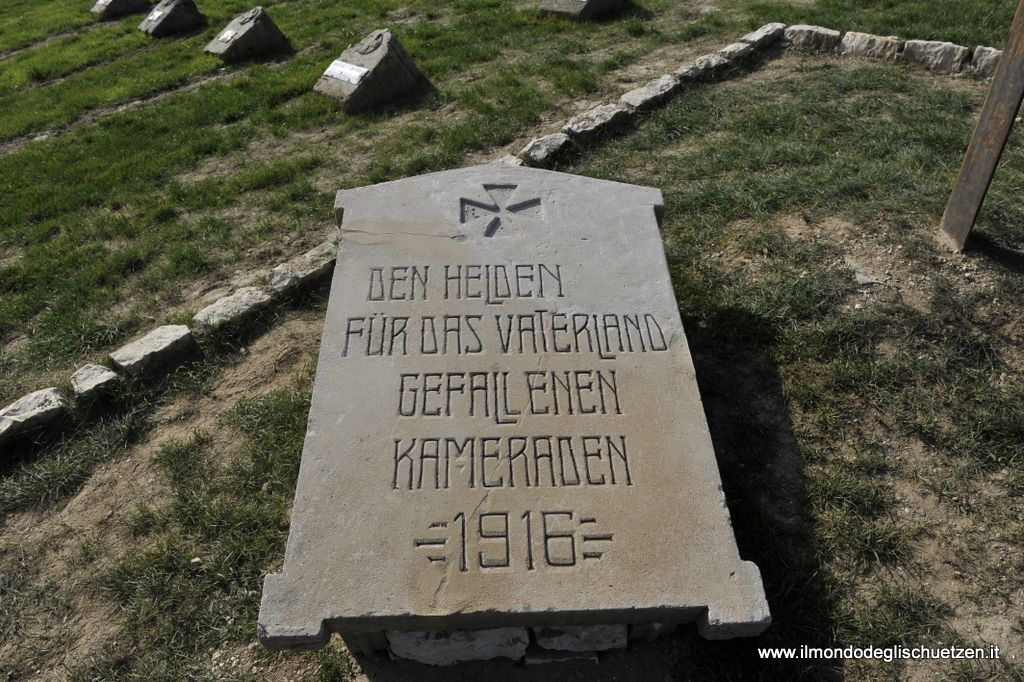 DEN HELDEN
FÜR DAS VATERLAND
GEFALLENEN
KAMERADEN
1916
www.ilmondodeglischuetzen.it